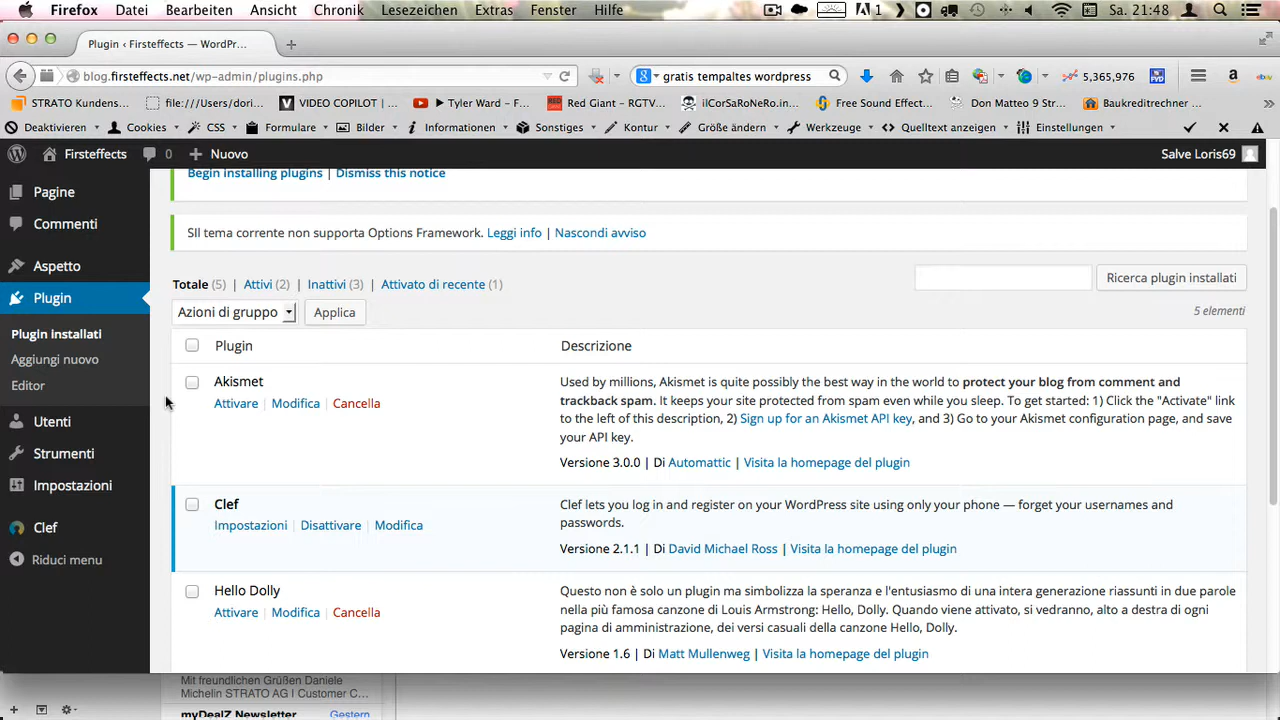 Firefox Datei Bearbeiten Ansicht Chronik Lesezeichen Extras Fenster Hilfe 1 Sa. 21:48
Plugin ‹ Firsteffects — WordPr...
blog.firsteffects.net/wp-admin/plugins.php gratis tempaltes wordpress 5,365,976
STRATO Kundens... file:///Users/dori... VIDEO COPILOT | ... Tyler Ward - F... Red Giant - RGTV... ilCorSaRoNeRo.in... Free Sound Effect... Don Matteo 9 Str... Baukreditrechner ...
Deaktivieren Cookies CSS Formulare Bilder Informationen Sonstiges Kontur Größe ändern Werkzeuge Quelltext anzeigen Einstellungen
Firsteffects 0 Nuovo Salve Loris69
Pagine
Commenti
Aspetto
Plugin
Plugin installati
Aggiungi nuovo
Editor
Utenti
Strumenti
Impostazioni
Clef
Riduci menu
Begin installing plugins | Dismiss this notice
SIl tema corrente non supporta Options Framework. Leggi info | Nascondi avviso
Totale (5) | Attivi (2) | Inattivi (3) | Activato di recente (1)
Ricerca plugin installati
Azioni di gruppo Applica 5 elementi
Plugin Descrizione
Akismet
Attivare | Modifica | Cancella
Used by millions, Akismet is quite possibly the best way in the world to protect your blog from comment and
trackback spam. It keeps your site protected from spam even while you sleep. To get started: 1) Click the "Activate" link
to the left of this description, 2) Sign up for an Akismet API key, and 3) Go to your Akismet configuration page, and save
your API key.
Versione 3.0.0 | Di Automattic | Visita la homepage del plugin
Clef
Impostazioni | Disattivare | Modifica
Clef lets you log in and register on your WordPress site using only your phone — forget your usernames and
passwords.
Versione 2.1.1 | Di David Michael Ross | Visita la homepage del plugin
Hello Dolly
Attivare | Modifica | Cancella
Questo non è solo un plugin ma simbolizza la speranza e l'entusiasmo di una intera generazione riassunti in due parole
nella più famosa canzone di Louis Armstrong: Hello, Dolly. Quando viene attivato, si vedranno, alto a destra di ogni
pagina di amministrazione, dei versi casuali della canzone Hello, Dolly.
Versione 1.6 | Di Matt Mullenweg | Visita la homepage del plugin
Mit freundlichen Grüßen Daniele
Michelin STRATO AG I Customer C...
myDealZ Newsletter Gestern